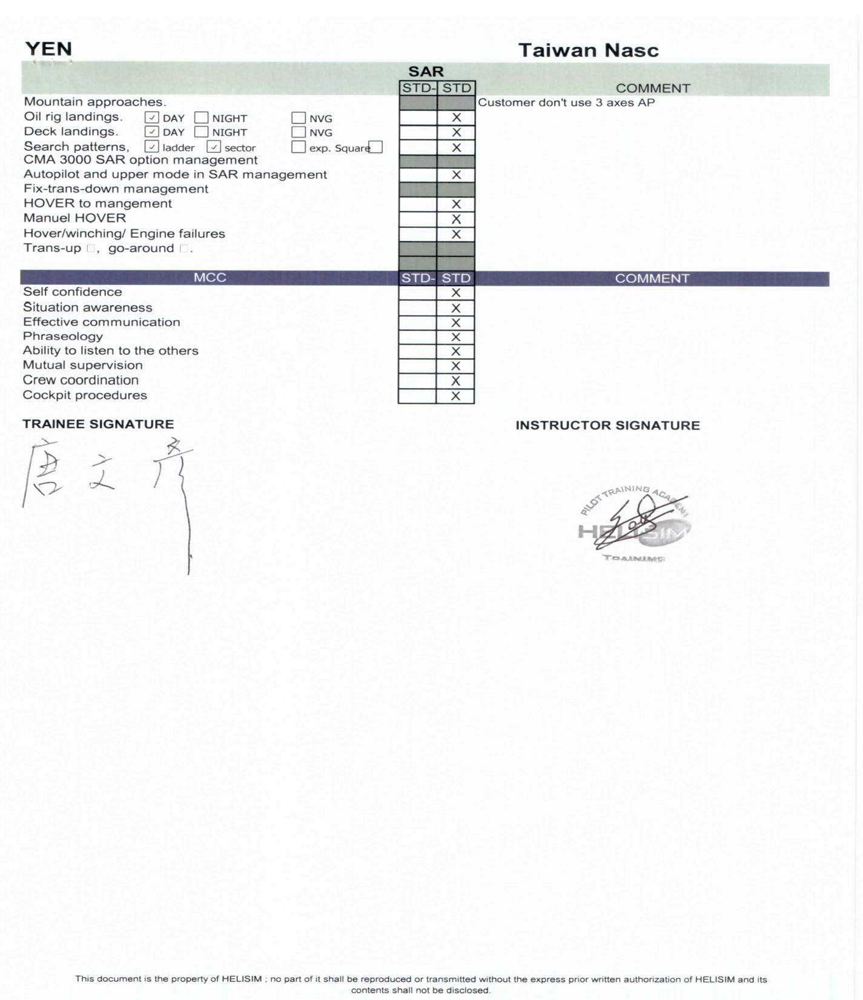 YEN Taiwan Nasc
SAR
STD- STD COMMENT
Mountain approaches. Customer don't use 3 axes AP
Oil rig landings. ✓ DAY NIGHT NVG X
Deck landings. ✓ DAY NIGHT NVG X
Search patterns, ✓ ladder ✓ sector exp. Square X
CMA 3000 SAR option management
Autopilot and upper mode in SAR management X
Fix-trans-down management
HOVER to mangement X
Manuel HOVER X
Hover/winching/ Engine failures X
Trans-up , go-around .
MCC STD- STD COMMENT
Self confidence X
Situation awareness X
Effective communication X
Phraseology X
Ability to listen to the others X
Mutual supervision X
Crew coordination X
Cockpit procedures X
TRAINEE SIGNATURE INSTRUCTOR SIGNATURE
唐文彥
PILOT TRAINING ACADEMY
HELISIM
TRAINING
This document is the property of HELISIM ; no part of it shall be reproduced or transmitted without the express prior written authorization of HELISIM and its
contents shall not be disclosed.